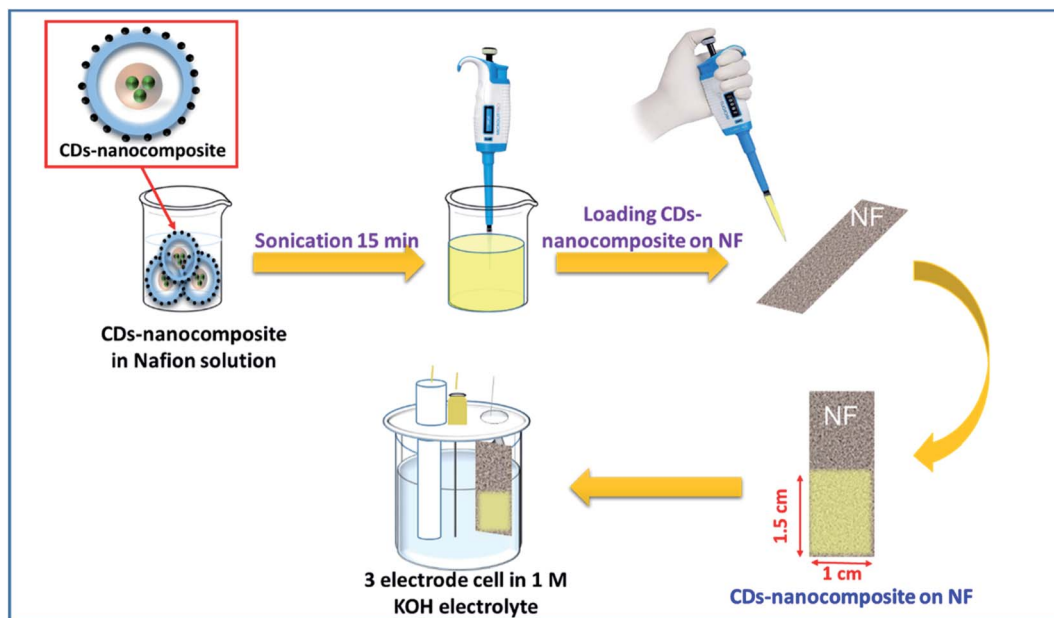 CDs-nanocomposite
Sonication 15 min
Loading CDs-
nanocomposite on NF
NF
CDs-nanocomposite
in Nafion solution
NF
1.5 cm
1 cm
3 electrode cell in 1 M
KOH electrolyte
CDs-nanocomposite on NF